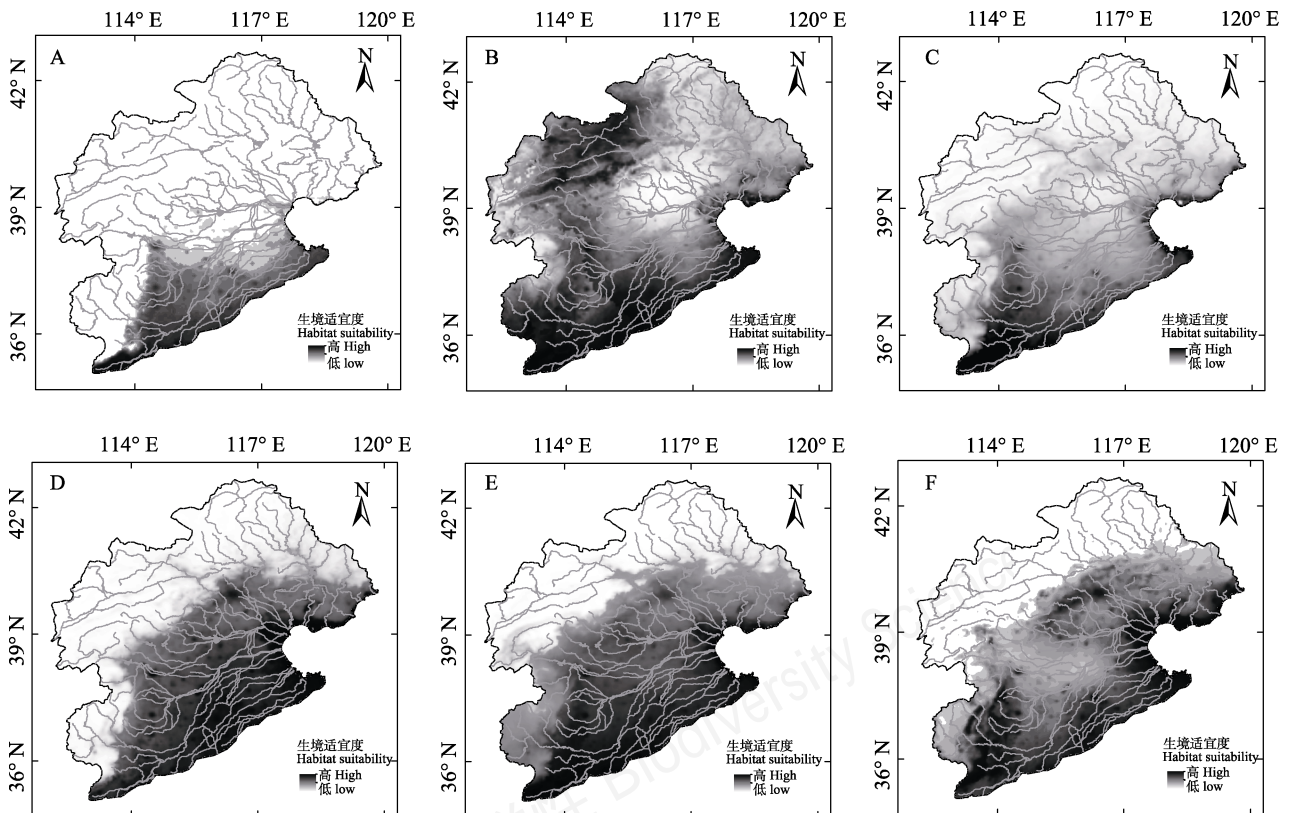 114° E 117° E 120° E
114° E 117° E 120° E
114° E 117° E 120° E
A
N
42° N
39° N
36° N
生境适宜度
Habitat suitability
高 High
低 low
B
N
42° N
39° N
36° N
生境适宜度
Habitat suitability
高 High
低 low
C
N
42° N
39° N
36° N
生境适宜度
Habitat suitability
高 High
低 low
114° E 117° E 120° E
114° E 117° E 120° E
114° E 117° E 120° E
D
N
42° N
39° N
36° N
生境适宜度
Habitat suitability
高 High
低 low
E
N
42° N
39° N
36° N
生境适宜度
Habitat suitability
高 High
低 low
F
N
42° N
39° N
36° N
生境适宜度
Habitat suitability
高 High
低 low
Biodiversity Science